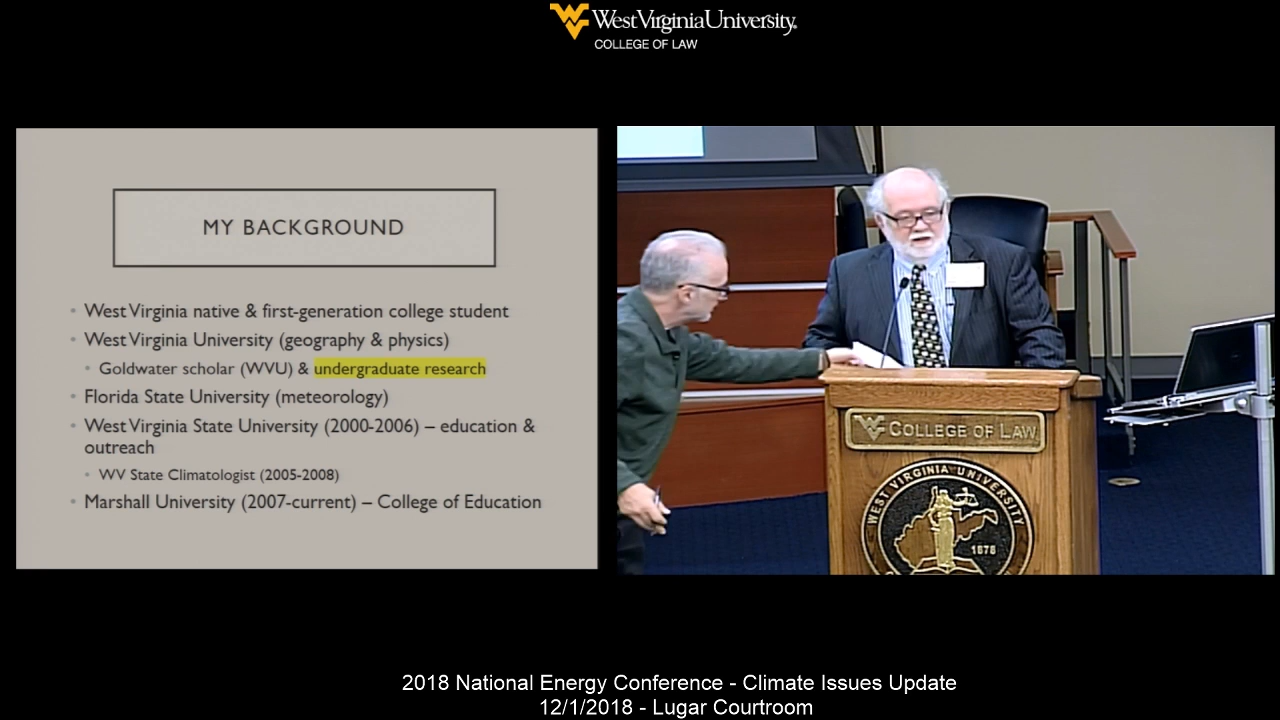 West Virginia University
COLLEGE OF LAW
MY BACKGROUND
West Virginia native & first-generation college student
West Virginia University (geography & physics)
Goldwater scholar (WVU) & undergraduate research
Florida State University (meteorology)
West Virginia State University (2000-2006) – education &
outreach
WV State Climatologist (2005-2008)
Marshall University (2007-current) – College of Education
COLLEGE OF LAW
WEST VIRGINIA UNIVERSITY
1878
2018 National Energy Conference - Climate Issues Update
12/1/2018 - Lugar Courtroom